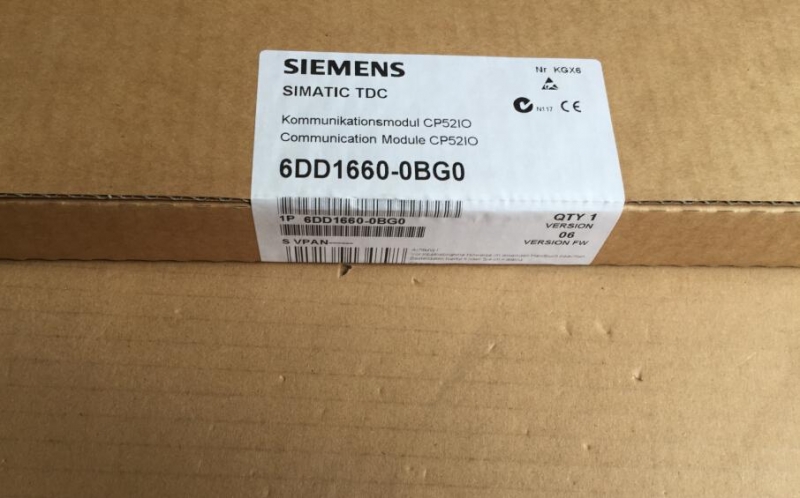 SIEMENS
Nr. KGX6
SIMATIC TDC
N117 CE
Kommunikationsmodul CP52IO
Communication Module CP52IO
6DD1660-0BG0
1P 6DD1660-0BG0
QTY 1
VERSION
06
VERSION FW
S VPAN